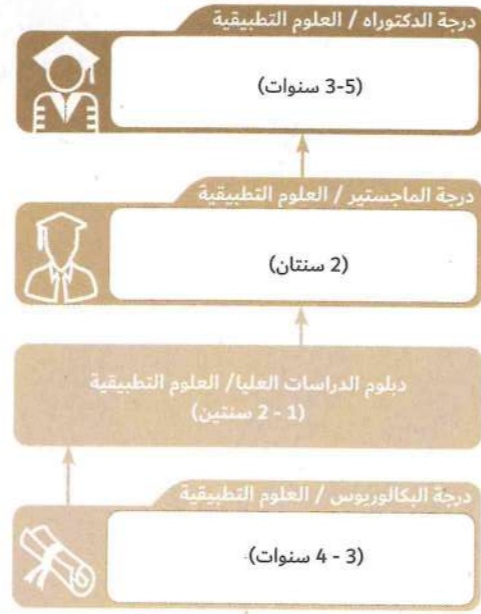 درجة الدكتوراه / العلوم التطبيقية
(3-5 سنوات)
درجة الماجستير / العلوم التطبيقية
(2 سنتان)
دبلوم الدراسات العليا/ العلوم التطبيقية
(1 - 2 سنتين)
درجة البكالوريوس / العلوم التطبيقية
(3 - 4 سنوات)